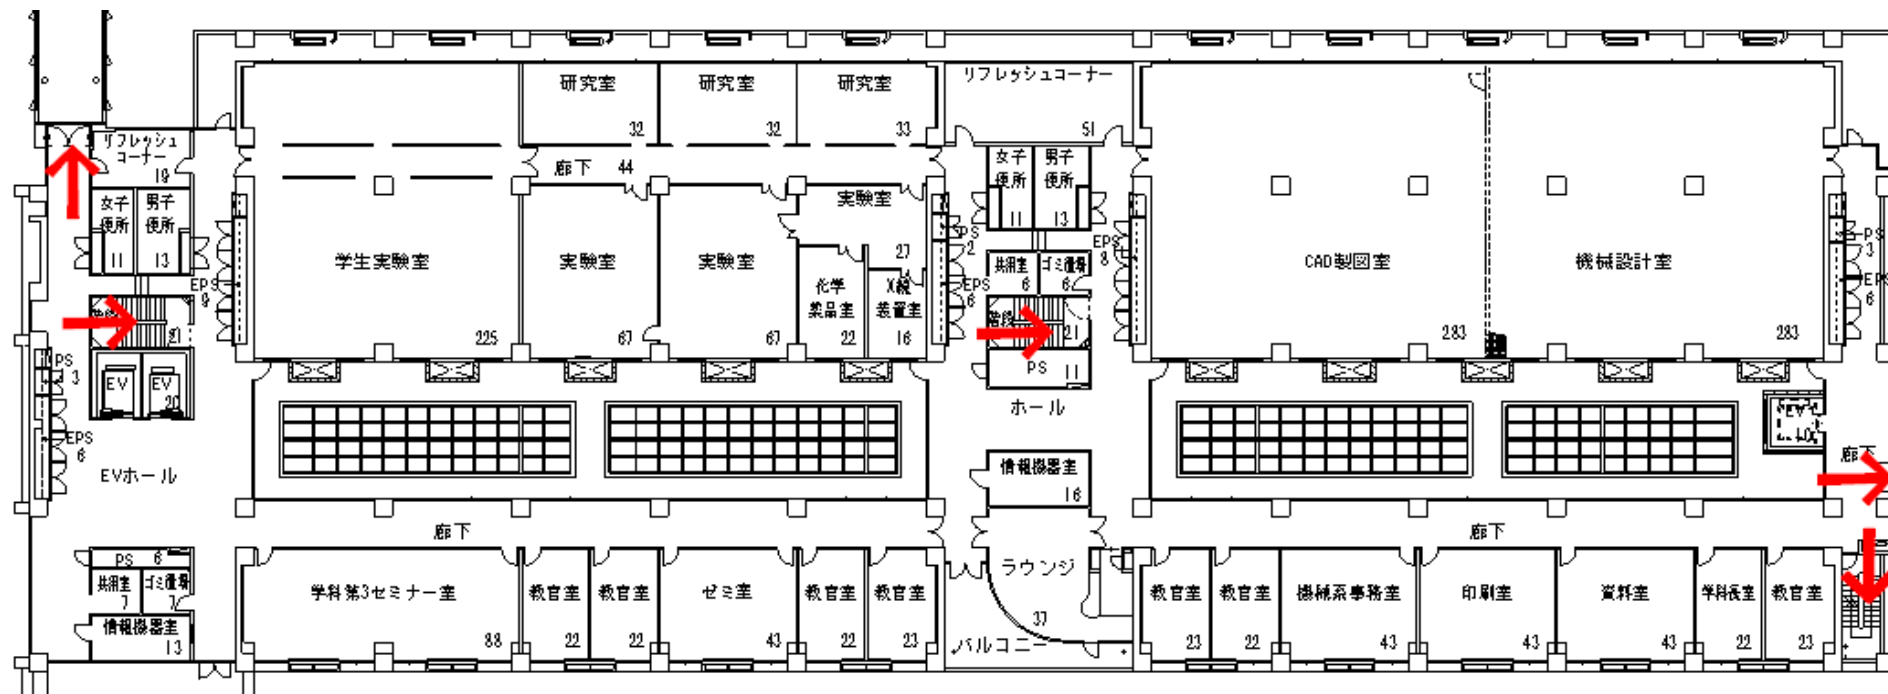 研究室
研究室
研究室
リフレッシュコーナー
32
32
33
51
リフレッシュ
コーナー
19
廊下 44
女子
便所
男子
便所
11
13
女子
便所
男子
便所
11
13
実験室
27
学生実験室
225
実験室
67
実験室
67
化学
薬品室
22
X線
装置室
16
PS
2
EPS
6
EPS
8
共用室
6
ゴミ置場
6
CAD製図室
283
機械設計室
283
PS
3
EPS
6
EPS
9
階段
21
階段
21
PS
11
EV
EV
20
PS
3
EPS
6
EVホール
ホール
情報機器室
16
EV
廊下
廊下
廊下
PS 6
共用室
7
ゴミ置場
7
情報機器室
13
学科第3セミナー室
88
教官室
22
教官室
22
ゼミ室
43
教官室
22
教官室
23
ラウンジ
37
バルコニー
教官室
23
教官室
22
機械系事務室
43
印刷室
43
資料室
43
学科長室
22
教官室
23